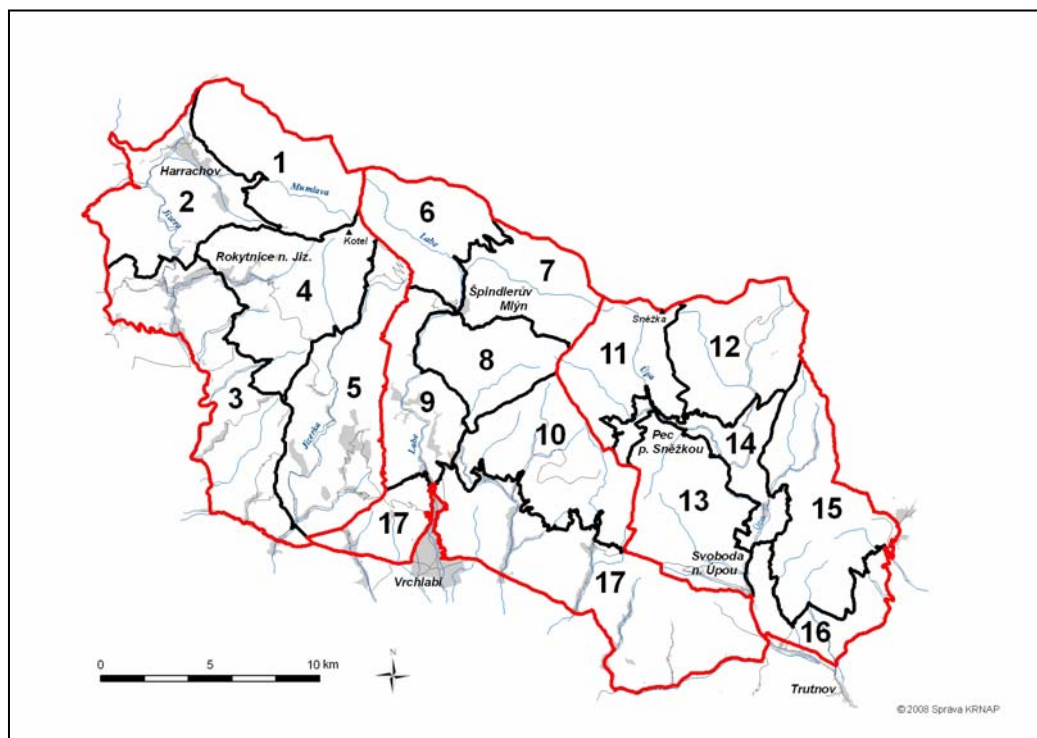 1
Harrachov
Mumlava
2
6
Jizera
Labe
Kotel
Rokytnice n. Jiz.
7
4
Špindlerův
Mlýn
Sněžka
12
11
8
Úpa
5
3
9
10
14
Pec
p. Sněžkou
Jizerka
Labe
13
15
17
Úpa
Svoboda
n. Úpou
Vrchlabí
17
16
0 5 10 km
N
Trutnov
©2008 Správa KRNAP